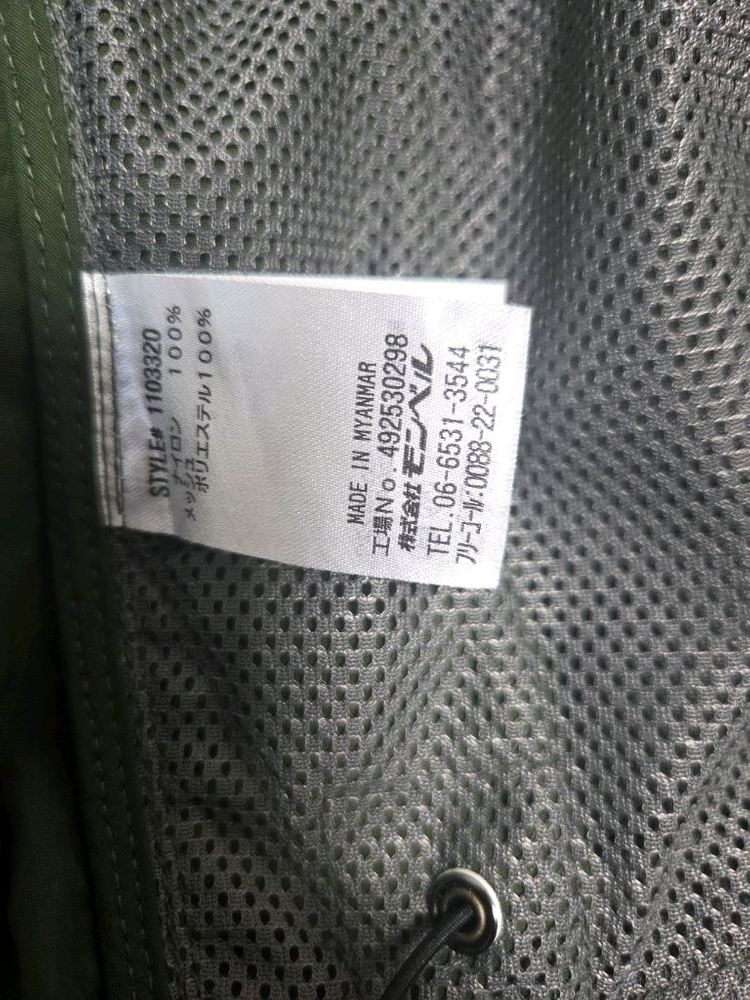 STYLE# 1103320
ナイロン 100%
メッシュ
ポリエステル100%
MADE IN MYANMAR
工場No.492530298
株式会社 モンベル
TEL.06-6531-3544
フリーコール:0088-22-0031